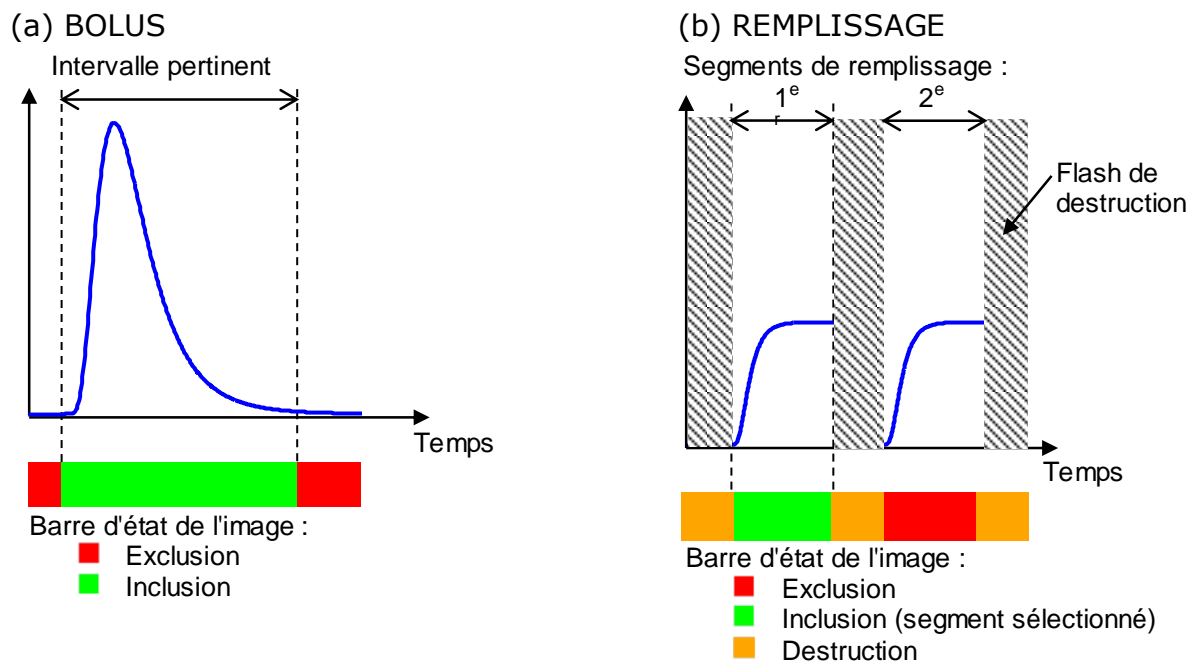 (a) BOLUS
Intervalle pertinent
Temps
Barre d'état de l'image :
Exclusion
Inclusion
(b) REMPLISSAGE
Segments de remplissage :
1er
2e
Flash de
destruction
Temps
Barre d'état de l'image :
Exclusion
Inclusion (segment sélectionné)
Destruction